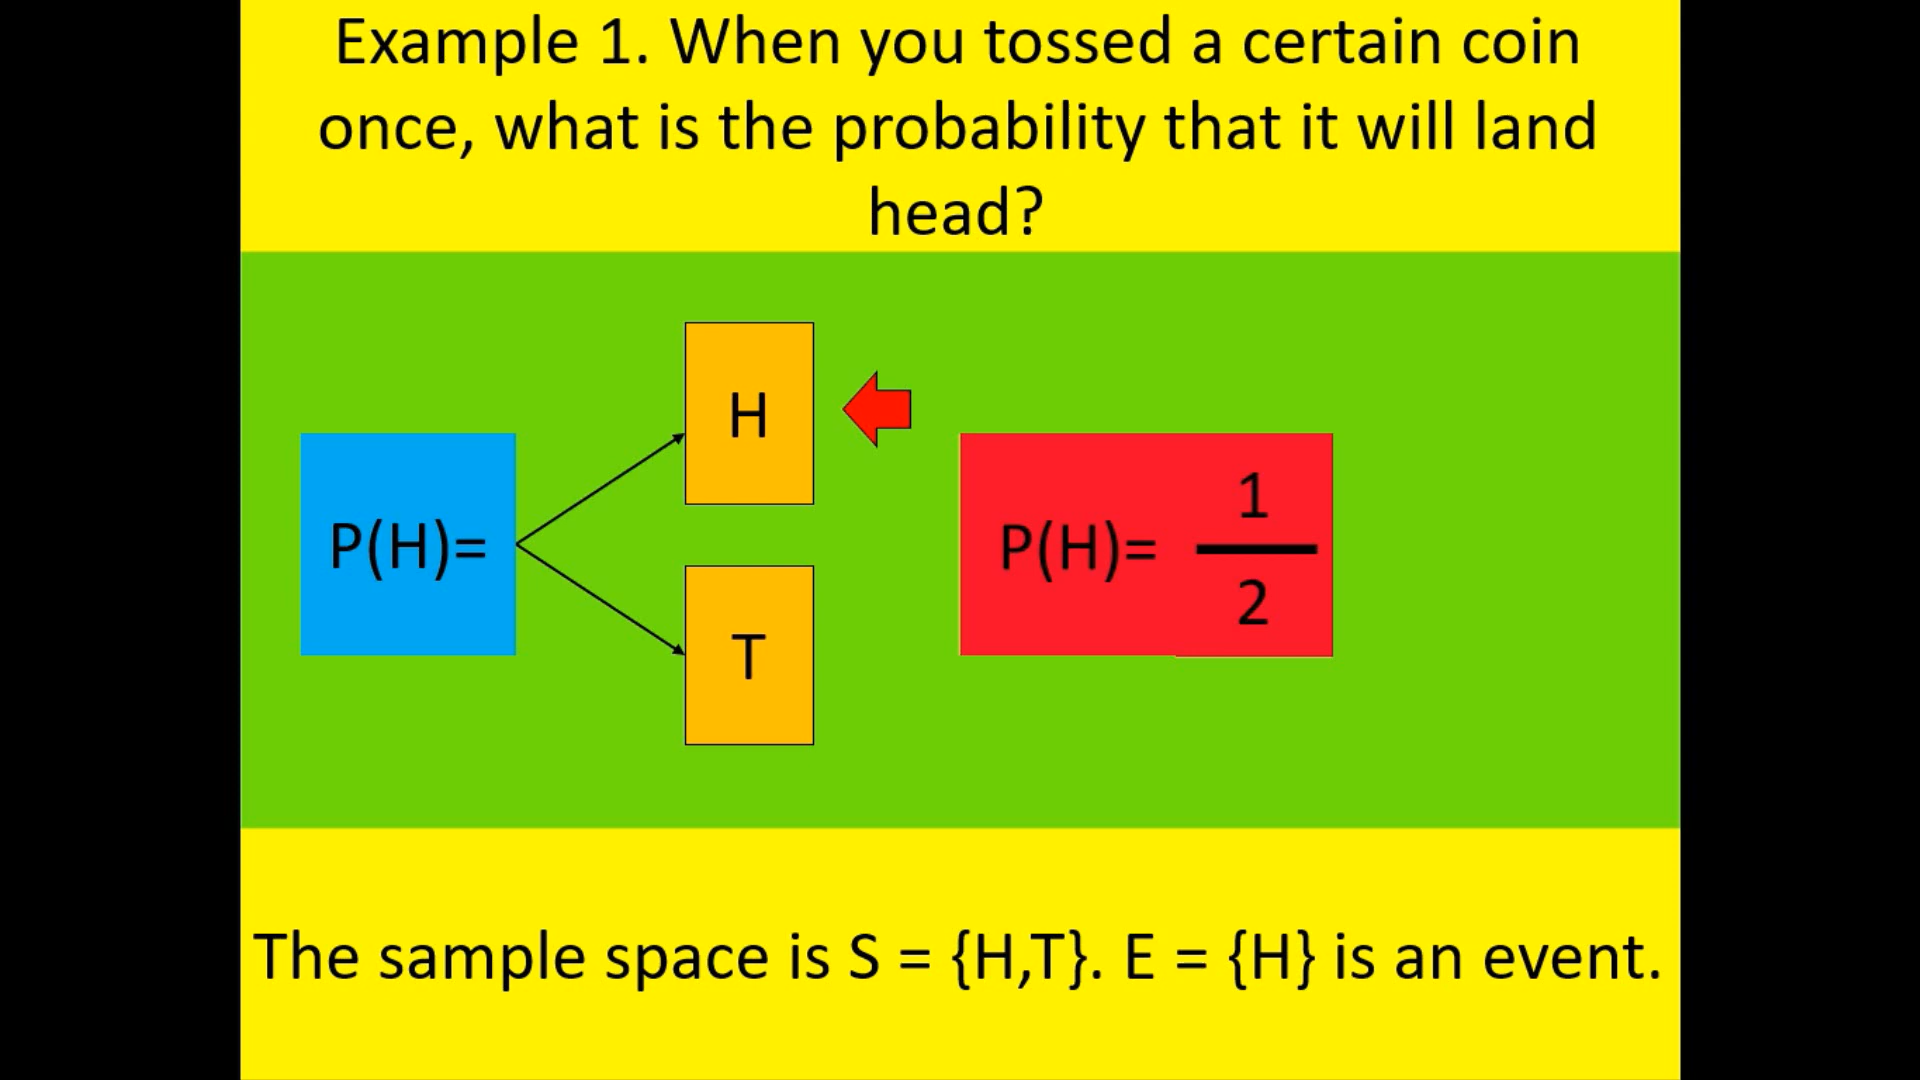 Example 1. When you tossed a certain coin
once, what is the probability that it will land
head?
H
P(H)=
T
P(H)=
1
2
The sample space is S = {H,T}. E = {H} is an event.